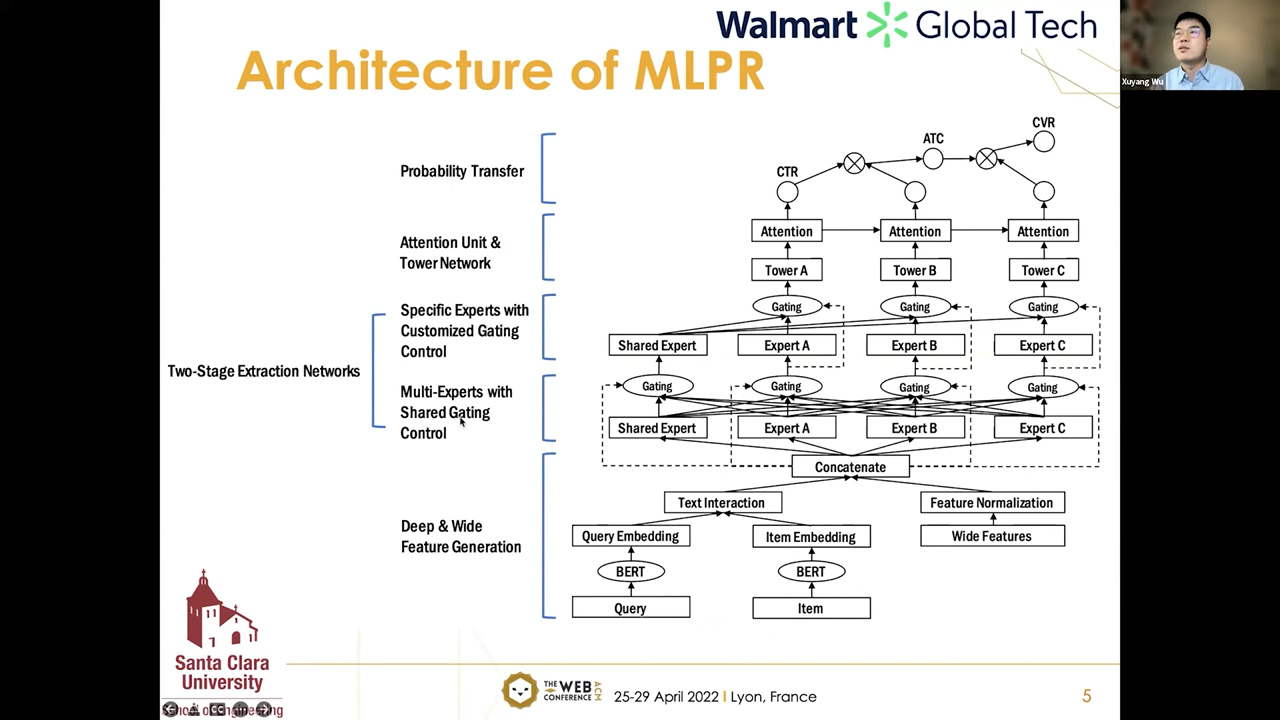 Walmart Global Tech
Architecture of MLPR
Xuyang Wu
Probability Transfer
CTR
ATC
CVR
Attention Unit &
Tower Network
Attention
Attention
Attention
Tower A
Tower B
Tower C
Two-Stage Extraction Networks
Specific Experts with
Customized Gating
Control
Gating
Gating
Gating
Shared Expert
Expert A
Expert B
Expert C
Multi-Experts with
Shared Gating
Control
Gating
Gating
Gating
Gating
Shared Expert
Expert A
Expert B
Expert C
Deep & Wide
Feature Generation
Concatenate
Text Interaction
Feature Normalization
Query Embedding
Item Embedding
Wide Features
BERT
BERT
Query
Item
Santa Clara
University
School of Engineering
THE WEB CONFERENCE
ACM
25-29 April 2022 | Lyon, France
5